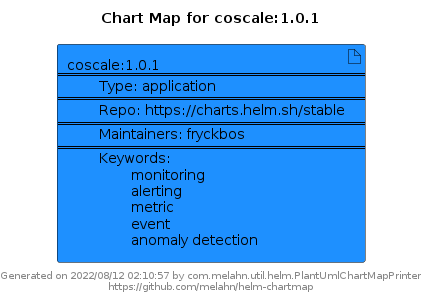 Chart Map for coscale:1.0.1
coscale:1.0.1
Type: application
Repo: https://charts.helm.sh/stable
Maintainers: fryckbos
Keywords:
monitoring
alerting
metric
event
anomaly detection
Generated on 2022/08/12 02:10:57 by com.melahn.util.helm.PlantUmlChartMapPrinter
https://github.com/melahn/helm-chartmap